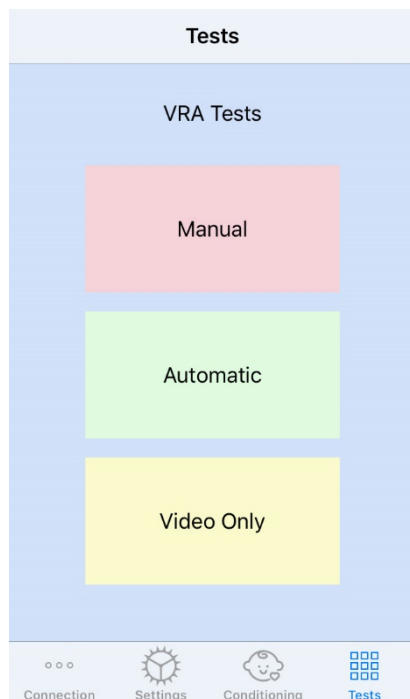 Tests
VRA Tests
Manual
Automatic
Video Only
Connection Settings Conditioning Tests